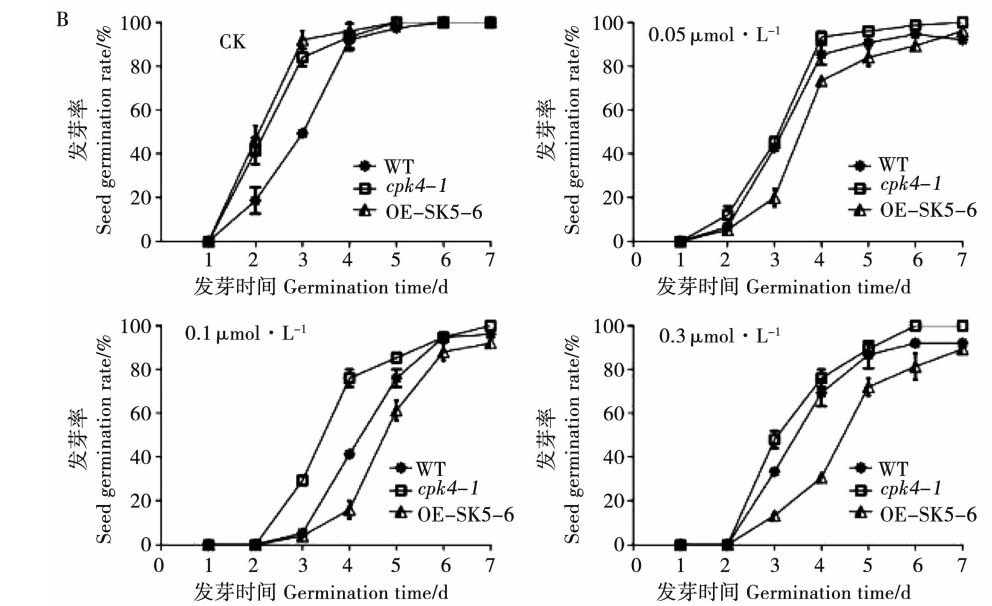 B
CK
发芽率
Seed germination rate/%
100
80
60
40
20
0
WT
cpk4-1
OE-SK5-6
0 1 2 3 4 5 6 7
发芽时间 Germination time/d
0.05 μmol · L⁻¹
发芽率
Seed germination rate/%
100
80
60
40
20
0
WT
cpk4-1
OE-SK5-6
0 1 2 3 4 5 6 7
发芽时间 Germination time/d
0.1 μmol · L⁻¹
发芽率
Seed germination rate/%
100
80
60
40
20
0
WT
cpk4-1
OE-SK5-6
0 1 2 3 4 5 6 7
发芽时间 Germination time/d
0.3 μmol · L⁻¹
发芽率
Seed germination rate/%
100
80
60
40
20
0
WT
cpk4-1
OE-SK5-6
0 1 2 3 4 5 6 7
发芽时间 Germination time/d